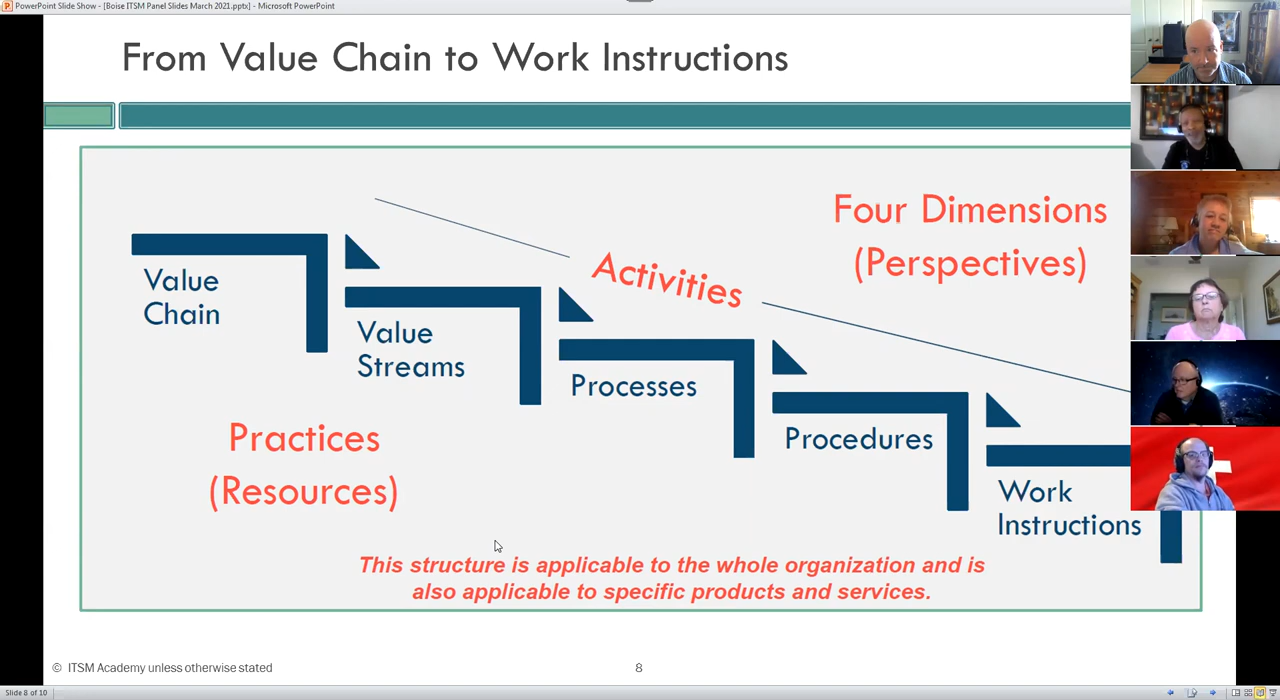 PowerPoint Slide Show - [Boise ITSM Panel Slides March 2021.pptx] - Microsoft PowerPoint
From Value Chain to Work Instructions
Four Dimensions
(Perspectives)
Activities
Value
Chain
Value
Streams
Processes
Procedures
Work
Instructions
Practices
(Resources)
This structure is applicable to the whole organization and is
also applicable to specific products and services.
© ITSM Academy unless otherwise stated
8
Slide 8 of 10